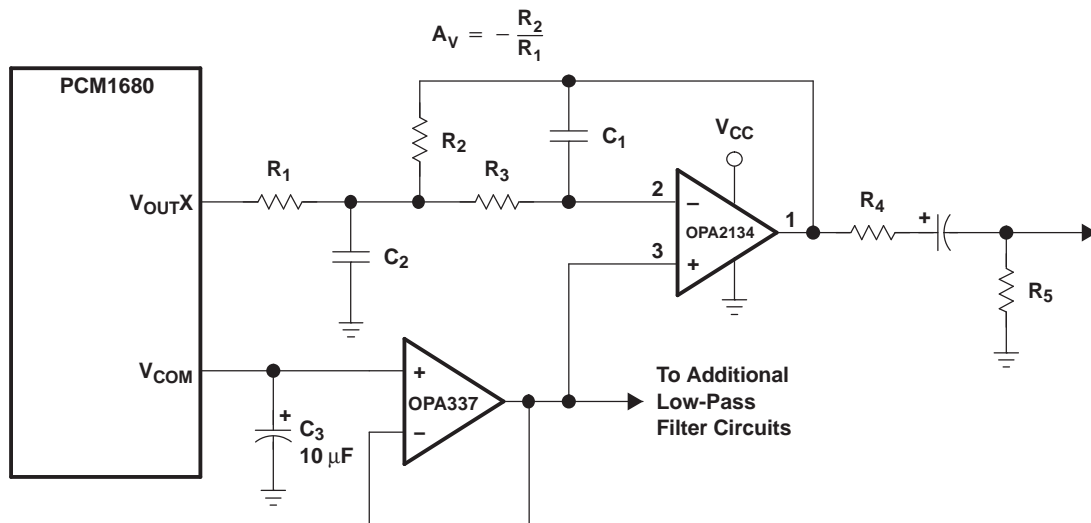 A_V = − R_2/R_1
PCM1680
R_2
C_1
V_CC
R_1
R_3
V_OUTX
2
−
OPA2134
1
R_4
+
3
+
C_2
R_5
V_COM
+
OPA337
−
To Additional
Low-Pass
Filter Circuits
+
C_3
10 μF